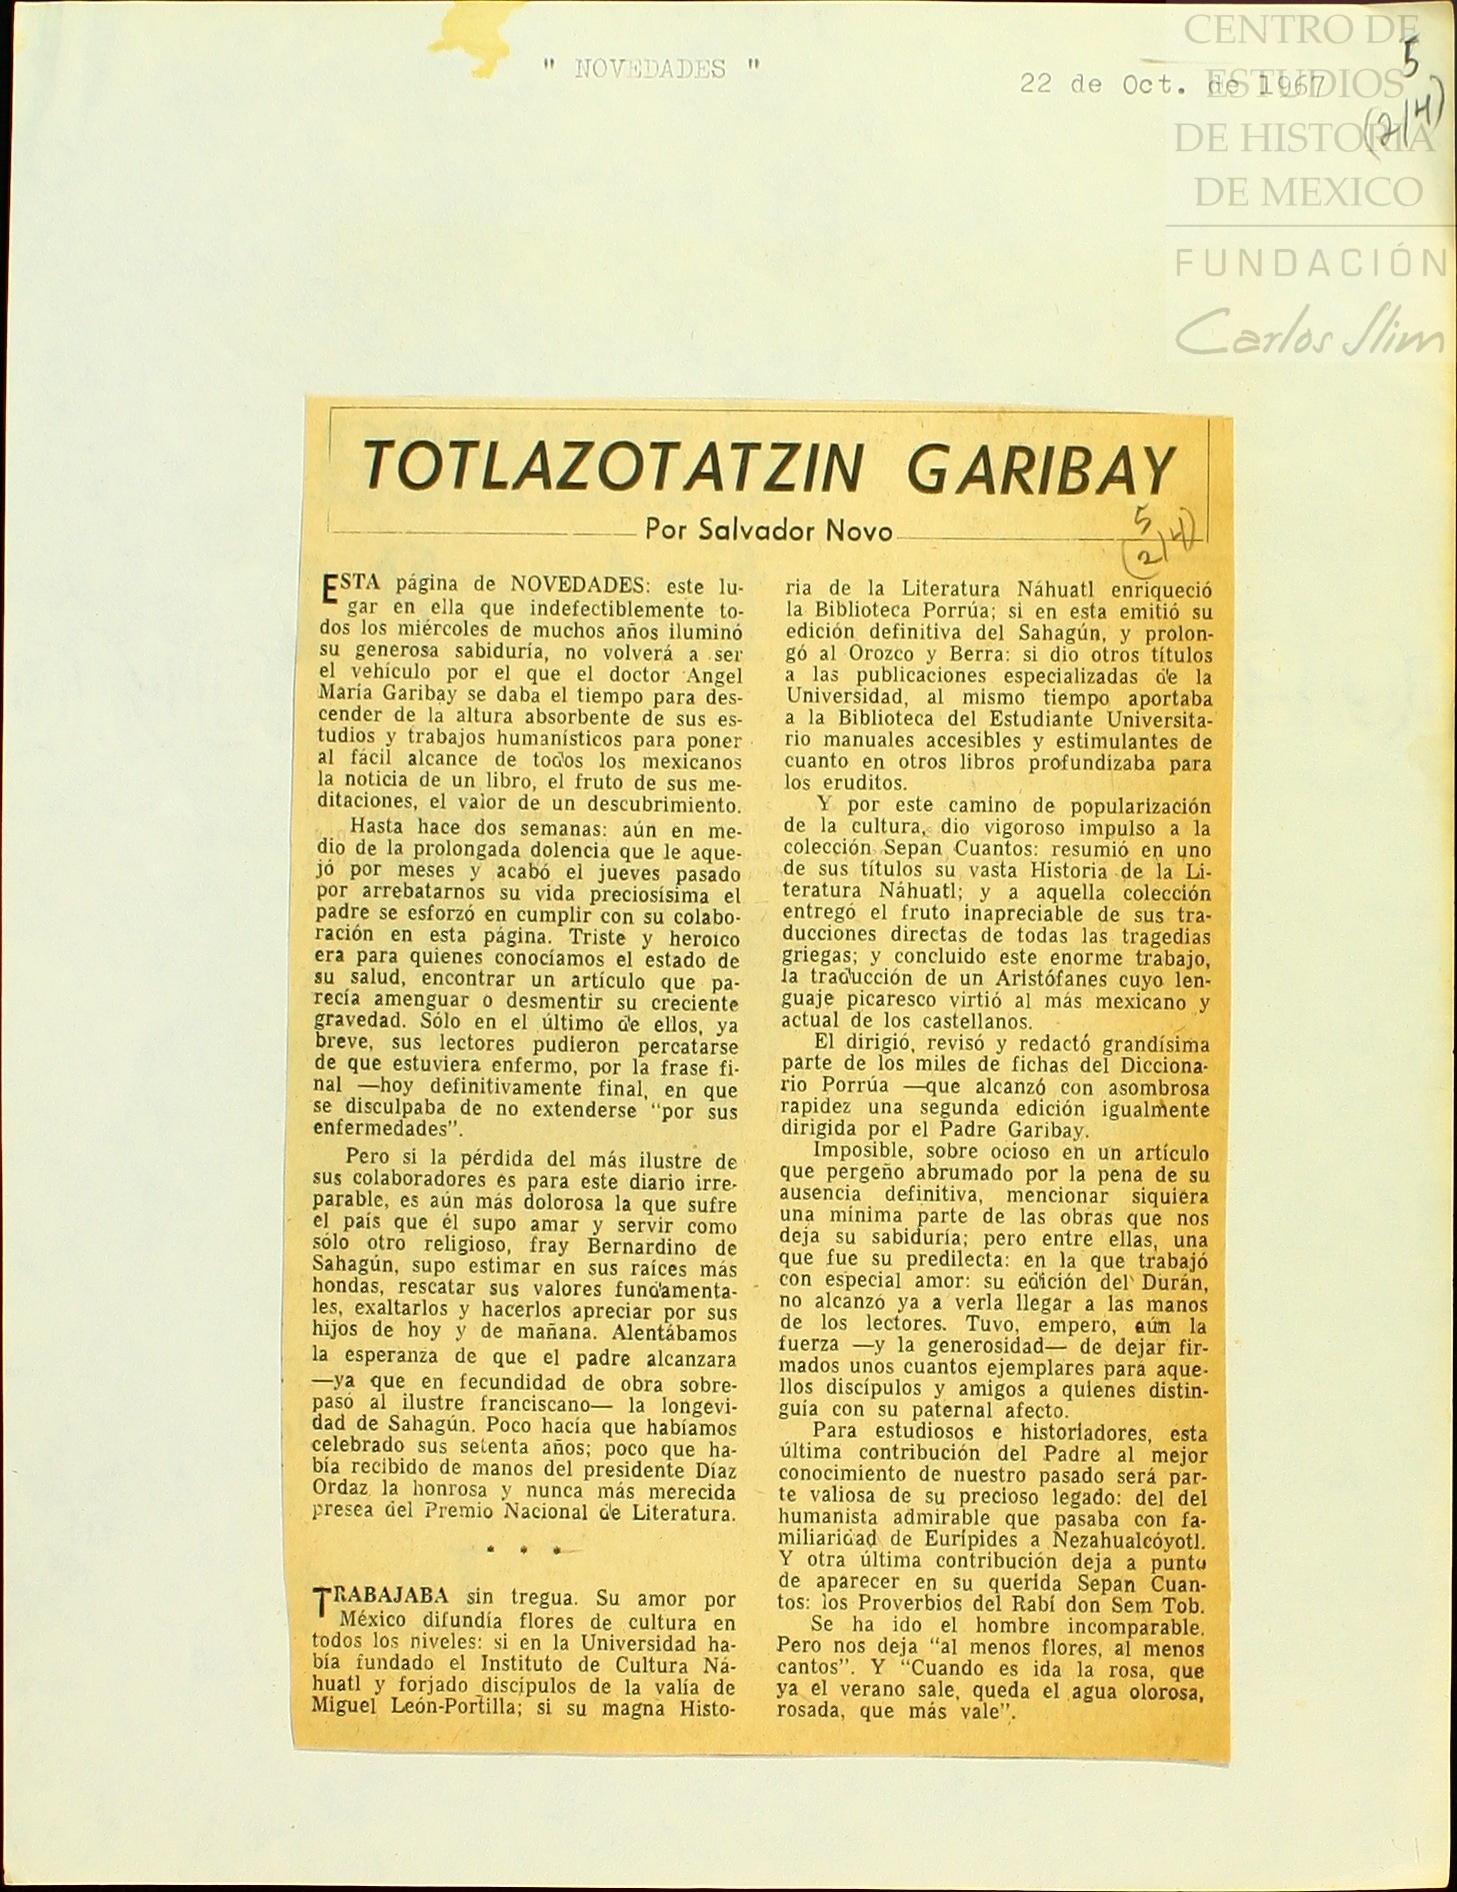 " NOVEDADES "
22 de Oct. de 1967
5
(2/4)
CENTRO DE
ESTUDIOS
DE HISTORIA
DE MEXICO
FUNDACIÓN
Carlos Slim
TOTLAZOTATZIN GARIBAY
Por Salvador Novo
5
(2/4)
ESTA página de NOVEDADES: este lu-
gar en ella que indefectiblemente to-
dos los miércoles de muchos años iluminó
su generosa sabiduría, no volverá a ser
el vehículo por el que el doctor Angel
María Garibay se daba el tiempo para des-
cender de la altura absorbente de sus es-
tudios y trabajos humanísticos para poner
al fácil alcance de todos los mexicanos
la noticia de un libro, el fruto de sus me-
ditaciones, el valor de un descubrimiento.
Hasta hace dos semanas: aún en me-
dio de la prolongada dolencia que le aque-
jó por meses y acabó el jueves pasado
por arrebatarnos su vida preciosísima el
padre se esforzó en cumplir con su colabo-
ración en esta página. Triste y heroico
era para quienes conocíamos el estado de
su salud, encontrar un artículo que pa-
recía amenguar o desmentir su creciente
gravedad. Sólo en el último de ellos, ya
breve, sus lectores pudieron percatarse
de que estuviera enfermo, por la frase fi-
nal —hoy definitivamente final, en que
se disculpaba de no extenderse "por sus
enfermedades".
Pero si la pérdida del más ilustre de
sus colaboradores es para este diario irre-
parable, es aún más dolorosa la que sufre
el país que él supo amar y servir como
sólo otro religioso, fray Bernardino de
Sahagún, supo estimar en sus raíces más
hondas, rescatar sus valores fundamenta-
les, exaltarlos y hacerlos apreciar por sus
hijos de hoy y de mañana. Alentábamos
la esperanza de que el padre alcanzara
—ya que en fecundidad de obra sobre-
pasó al ilustre franciscano— la longevi-
dad de Sahagún. Poco hacía que habíamos
celebrado sus setenta años; poco que ha-
bía recibido de manos del presidente Díaz
Ordaz la honrosa y nunca más merecida
presea del Premio Nacional de Literatura.
* * *
TRABAJABA sin tregua. Su amor por
México difundía flores de cultura en
todos los niveles: si en la Universidad ha-
bía fundado el Instituto de Cultura Ná-
huatl y forjado discípulos de la valía de
Miguel León-Portilla; si su magna Histo-
ria de la Literatura Náhuatl enriqueció
la Biblioteca Porrúa; si en esta emitió su
edición definitiva del Sahagún, y prolon-
gó al Orozco y Berra: si dio otros títulos
a las publicaciones especializadas de la
Universidad, al mismo tiempo aportaba
a la Biblioteca del Estudiante Universita-
rio manuales accesibles y estimulantes de
cuanto en otros libros profundizaba para
los eruditos.
Y por este camino de popularización
de la cultura, dio vigoroso impulso a la
colección Sepan Cuantos: resumió en uno
de sus títulos su vasta Historia de la Li-
teratura Náhuatl; y a aquella colección
entregó el fruto inapreciable de sus tra-
ducciones directas de todas las tragedias
griegas; y concluido este enorme trabajo,
la traducción de un Aristófanes cuyo len-
guaje picaresco virtió al más mexicano y
actual de los castellanos.
El dirigió, revisó y redactó grandísima
parte de los miles de fichas del Dicciona-
rio Porrúa —que alcanzó con asombrosa
rapidez una segunda edición igualmente
dirigida por el Padre Garibay.
Imposible, sobre ocioso en un artículo
que pergeño abrumado por la pena de su
ausencia definitiva, mencionar siquiera
una mínima parte de las obras que nos
deja su sabiduría; pero entre ellas, una
que fue su predilecta: en la que trabajó
con especial amor: su edición del Durán,
no alcanzó ya a verla llegar a las manos
de los lectores. Tuvo, empero, aún la
fuerza —y la generosidad— de dejar fir-
mados unos cuantos ejemplares para aque-
llos discípulos y amigos a quienes distin-
guía con su paternal afecto.
Para estudiosos e historiadores, esta
última contribución del Padre al mejor
conocimiento de nuestro pasado será par-
te valiosa de su precioso legado: del del
humanista admirable que pasaba con fa-
miliaridad de Eurípides a Nezahualcóyotl.
Y otra última contribución deja a punto
de aparecer en su querida Sepan Cuan-
tos: los Proverbios del Rabí don Sem Tob.
Se ha ido el hombre incomparable.
Pero nos deja "al menos flores, al menos
cantos". Y "Cuando es ida la rosa, que
ya el verano sale, queda el agua olorosa,
rosada, que más vale".